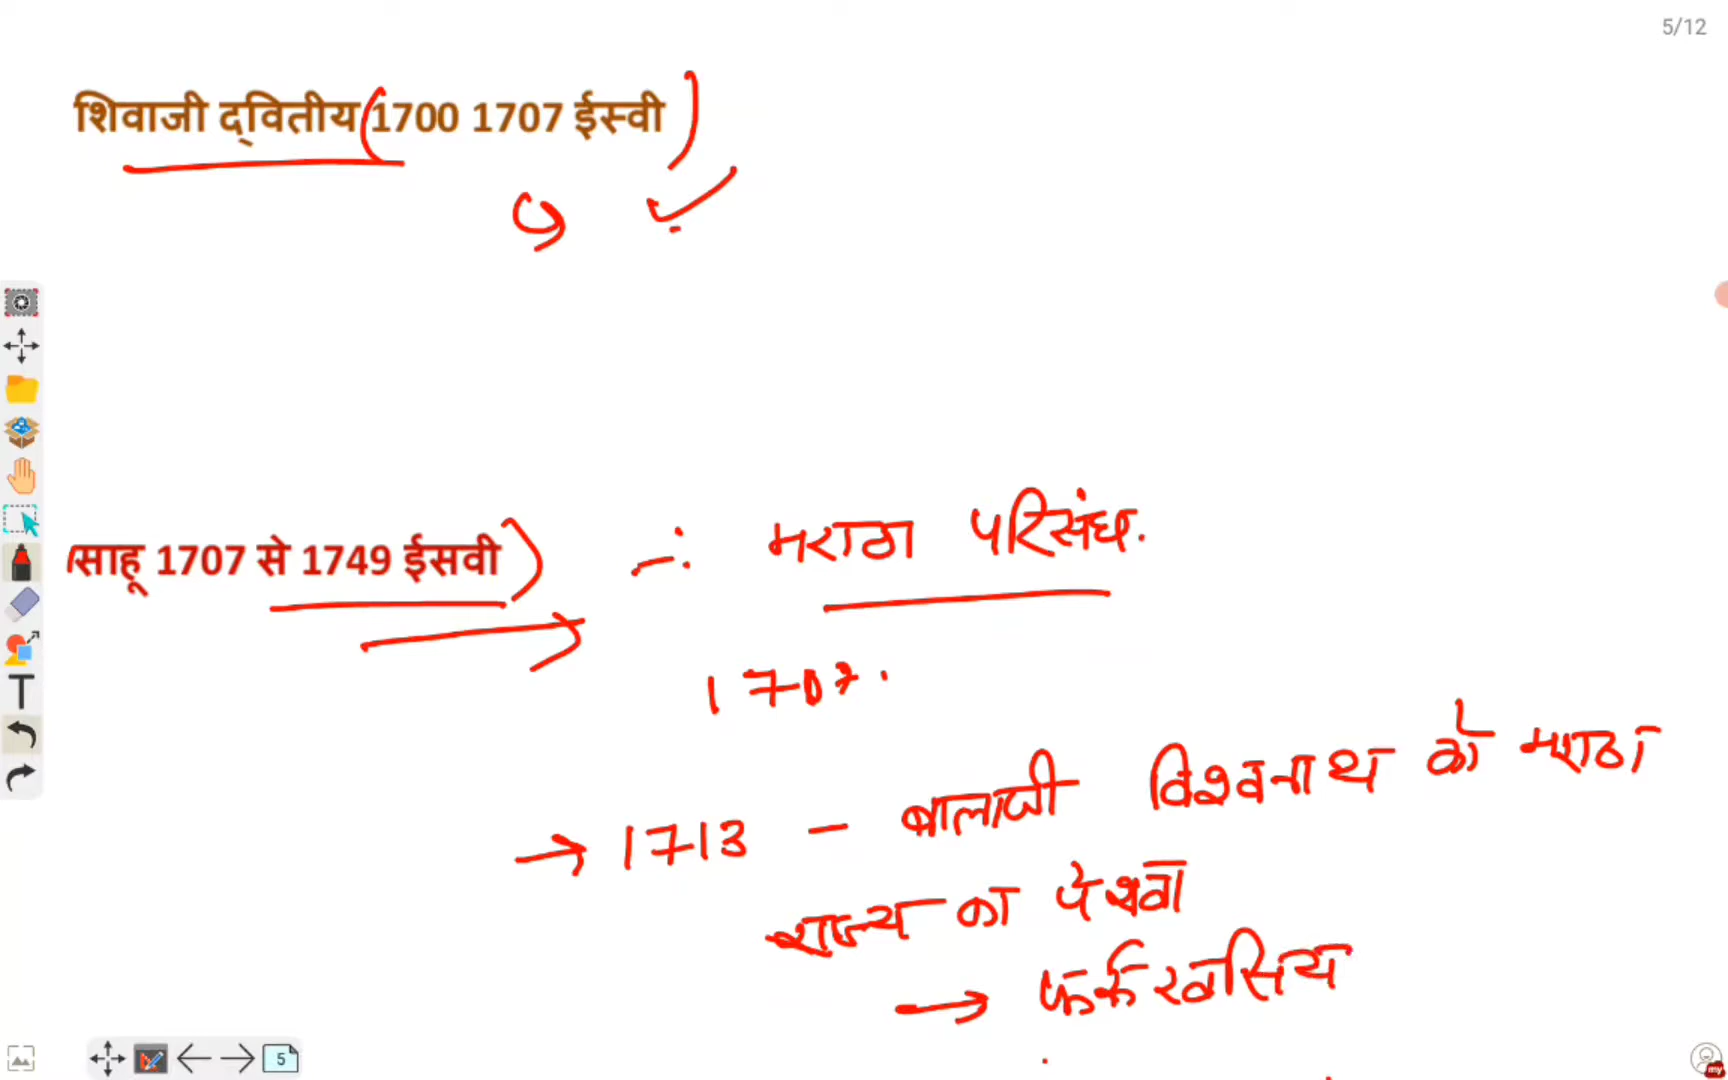 5/12
शिवाजी द्वितीय(1700 1707 ईस्वी)
(साहू 1707 से 1749 ईसवी) -: मराठा परिसंघ.
1707.
→ 1713 - बालाजी विश्वनाथ को मराठा
राज्य का पेशवा
→ फर्रुखसियर
T
5
my